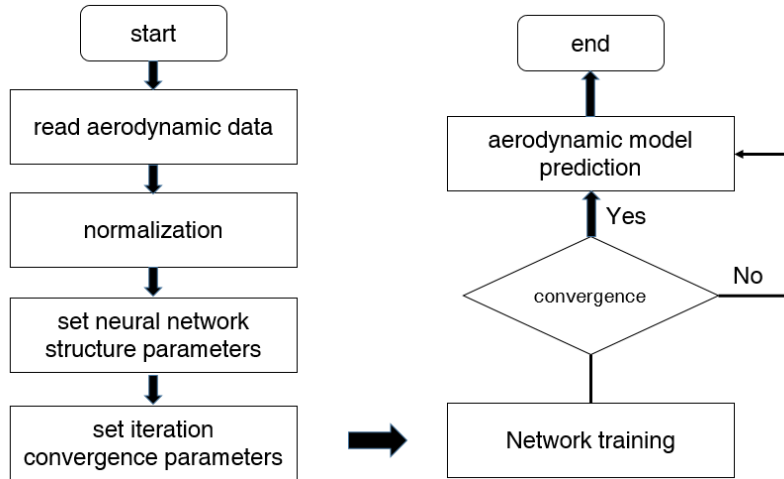 start
read aerodynamic data
normalization
set neural network
structure parameters
set iteration
convergence parameters
end
aerodynamic model
prediction
Yes
convergence
No
Network training